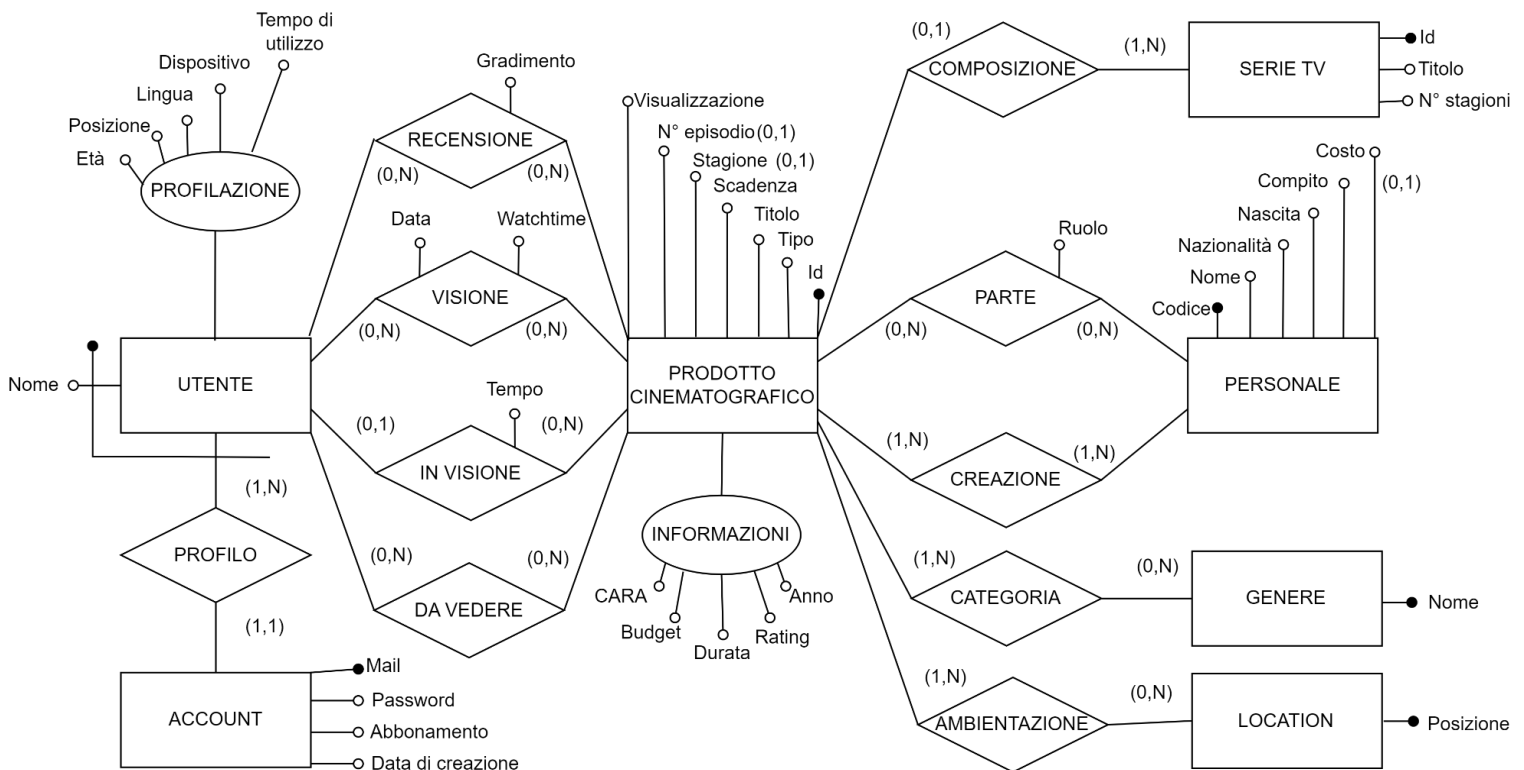 Tempo di
utilizzo
Dispositivo
Lingua
Posizione
Età
PROFILAZIONE
Gradimento
RECENSIONE
(0,N)
(0,N)
Data
Watchtime
VISIONE
(0,N)
(0,N)
Nome
UTENTE
Tempo
(0,1)
(0,N)
IN VISIONE
(0,N)
(0,N)
DA VEDERE
(1,N)
PROFILO
(1,1)
ACCOUNT
Mail
Password
Abbonamento
Data di creazione
Visualizzazione
N° episodio (0,1)
Stagione (0,1)
Scadenza
Titolo
Tipo
Id
PRODOTTO
CINEMATOGRAFICO
INFORMAZIONI
CARA
Budget
Durata
Rating
Anno
(0,1)
COMPOSIZIONE
(1,N)
SERIE TV
Id
Titolo
N° stagioni
Ruolo
PARTE
(0,N)
(0,N)
Costo
(0,1)
Compito
Nascita
Nazionalità
Nome
Codice
PERSONALE
(1,N)
(1,N)
CREAZIONE
(1,N)
CATEGORIA
(0,N)
GENERE
Nome
(1,N)
AMBIENTAZIONE
(0,N)
LOCATION
Posizione